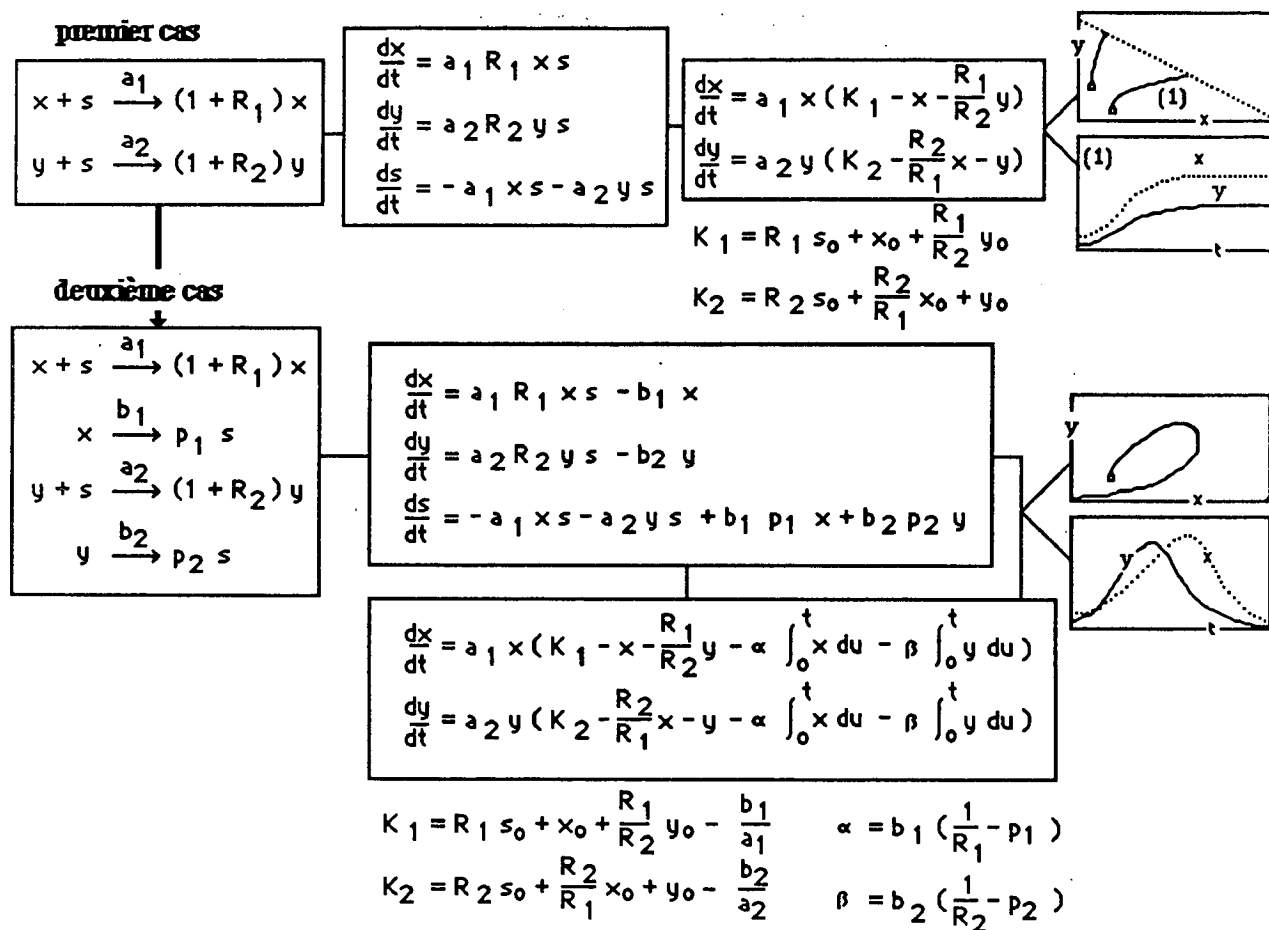 premier cas
x + s a₁→ (1 + R₁) x
y + s a₂→ (1 + R₂) y
dx/dt = a₁ R₁ x s
dy/dt = a₂ R₂ y s
ds/dt = - a₁ x s - a₂ y s
dx/dt = a₁ x ( K₁ - x - R₁/R₂ y)
dy/dt = a₂ y ( K₂ - R₂/R₁ x - y)
K₁ = R₁ s₀ + x₀ + R₁/R₂ y₀
K₂ = R₂ s₀ + R₂/R₁ x₀ + y₀
y
(1)
x
(1)
x
y
t
deuxième cas
x + s a₁→ (1 + R₁) x
x b₁→ p₁ s
y + s a₂→ (1 + R₂) y
y b₂→ p₂ s
dx/dt = a₁ R₁ x s - b₁ x
dy/dt = a₂ R₂ y s - b₂ y
ds/dt = - a₁ x s - a₂ y s + b₁ p₁ x + b₂ p₂ y
y
x
y
x
t
dx/dt = a₁ x ( K₁ - x - R₁/R₂ y - α ∫₀ᵗ x du - β ∫₀ᵗ y du )
dy/dt = a₂ y ( K₂ - R₂/R₁ x - y - α ∫₀ᵗ x du - β ∫₀ᵗ y du )
K₁ = R₁ s₀ + x₀ + R₁/R₂ y₀ - b₁/a₁
α = b₁ ( 1/R₁ - p₁ )
K₂ = R₂ s₀ + R₂/R₁ x₀ + y₀ - b₂/a₂
β = b₂ ( 1/R₂ - p₂ )